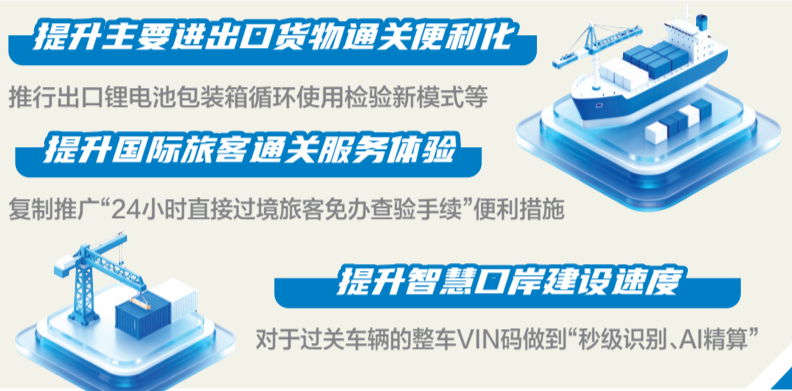 提升主要进出口货物通关便利化
推行出口锂电池包装箱循环使用检验新模式等
提升国际旅客通关服务体验
复制推广“24小时直接过境旅客免办查验手续”便利措施
提升智慧口岸建设速度
对于过关车辆的整车VIN码做到“秒级识别、AI精算”